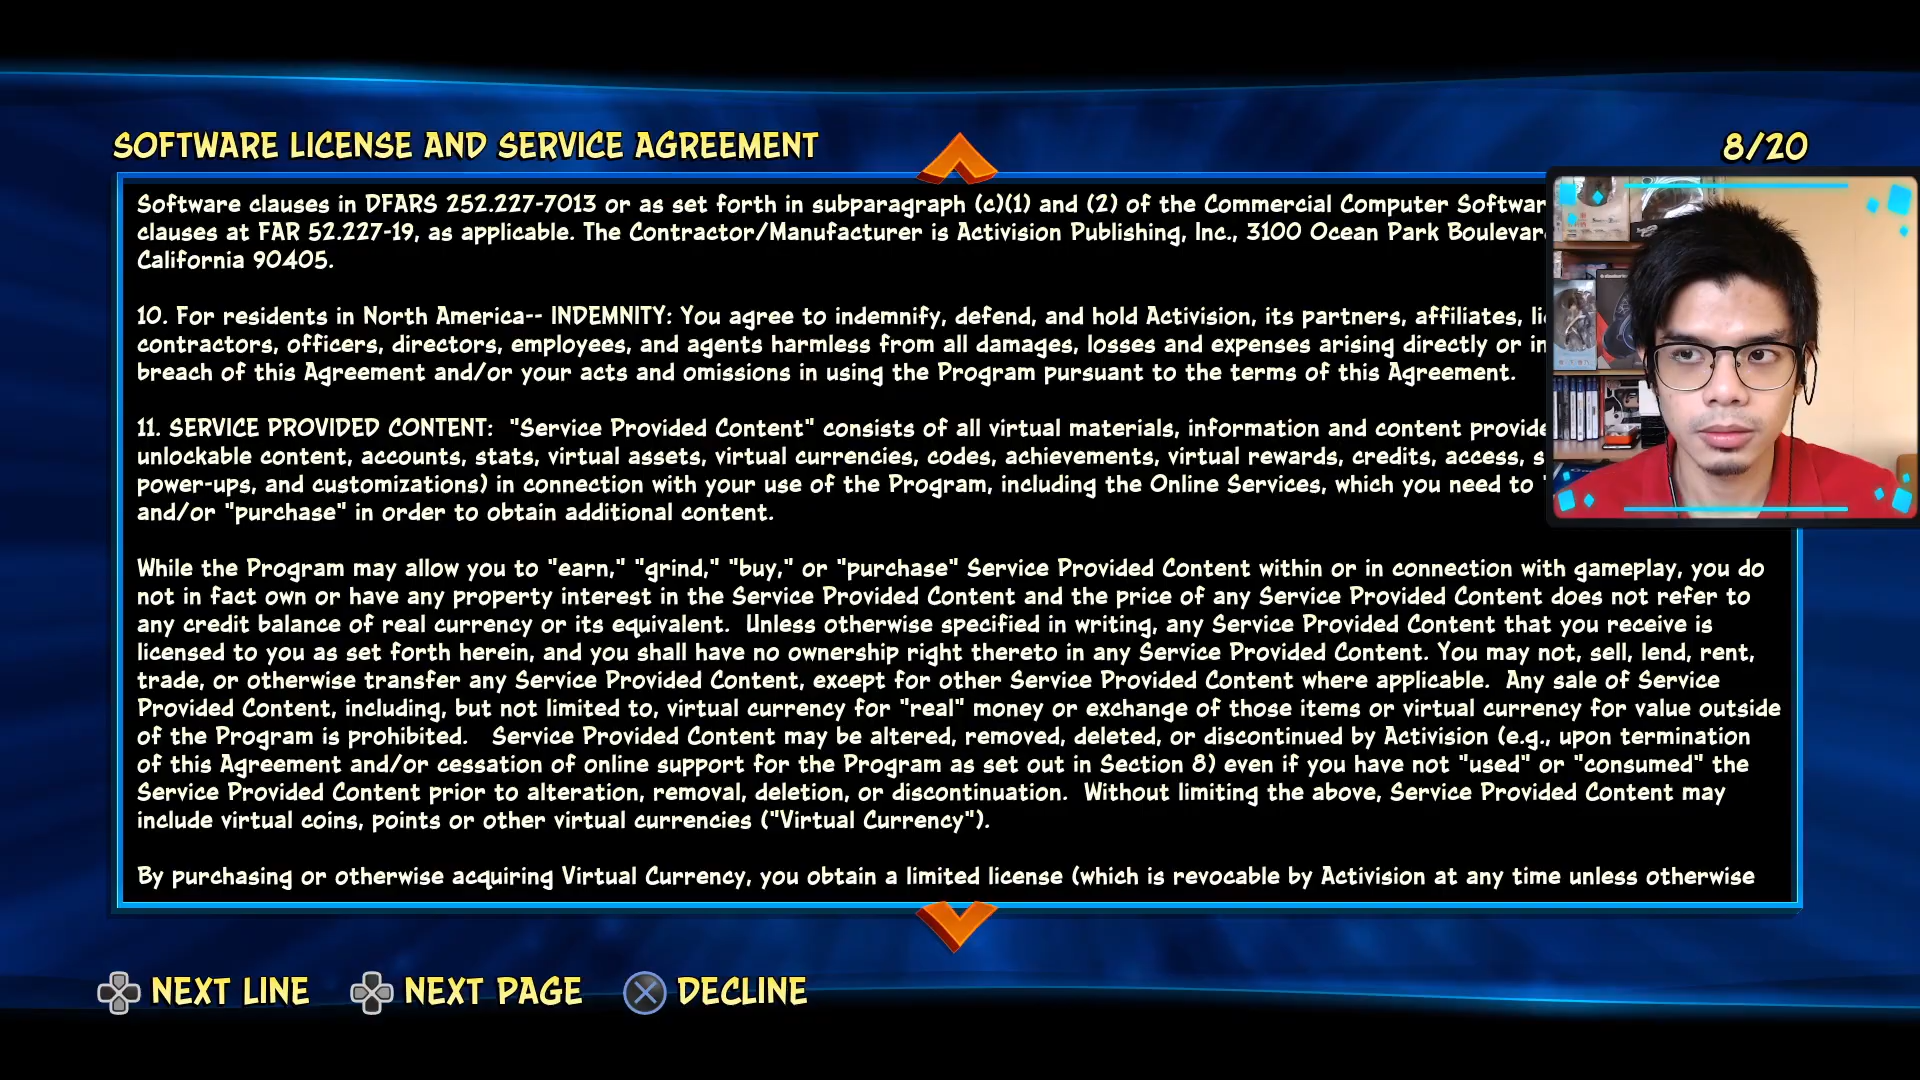 SOFTWARE LICENSE AND SERVICE AGREEMENT
8/20
Software clauses in DFARS 252.227-7013 or as set forth in subparagraph (c)(1) and (2) of the Commercial Computer
clauses at FAR 52.227-19, as applicable. The Contractor/Manufacturer is Activision Publishing, Inc., 3100 Ocean Park
California 90405.
10. For residents in North America-- INDEMNITY: You agree to indemnify, defend, and hold Activision, its partners, affiliates,
contractors, officers, directors, employees, and agents harmless from all damages, losses and expenses arising directly or
breach of this Agreement and/or your acts and omissions in using the Program pursuant to the terms of this Agreement.
11. SERVICE PROVIDED CONTENT:  "Service Provided Content" consists of all virtual materials, information and content
unlockable content, accounts, stats, virtual assets, virtual currencies, codes, achievements, virtual rewards, credits, access,
power-ups, and customizations) in connection with your use of the Program, including the Online Services, which you need to
and/or "purchase" in order to obtain additional content.
While the Program may allow you to "earn," "grind," "buy," or "purchase" Service Provided Content within or in connection with gameplay, you do
not in fact own or have any property interest in the Service Provided Content and the price of any Service Provided Content does not refer to
any credit balance of real currency or its equivalent.  Unless otherwise specified in writing, any Service Provided Content that you receive is
licensed to you as set forth herein, and you shall have no ownership right thereto in any Service Provided Content. You may not, sell, lend, rent,
trade, or otherwise transfer any Service Provided Content, except for other Service Provided Content where applicable.  Any sale of Service
Provided Content, including, but not limited to, virtual currency for "real" money or exchange of those items or virtual currency for value outside
of the Program is prohibited.   Service Provided Content may be altered, removed, deleted, or discontinued by Activision (e.g., upon termination
of this Agreement and/or cessation of online support for the Program as set out in Section 8) even if you have not "used" or "consumed" the
Service Provided Content prior to alteration, removal, deletion, or discontinuation.  Without limiting the above, Service Provided Content may
include virtual coins, points or other virtual currencies ("Virtual Currency").
By purchasing or otherwise acquiring Virtual Currency, you obtain a limited license (which is revocable by Activision at any time unless otherwise
NEXT LINE
NEXT PAGE
DECLINE